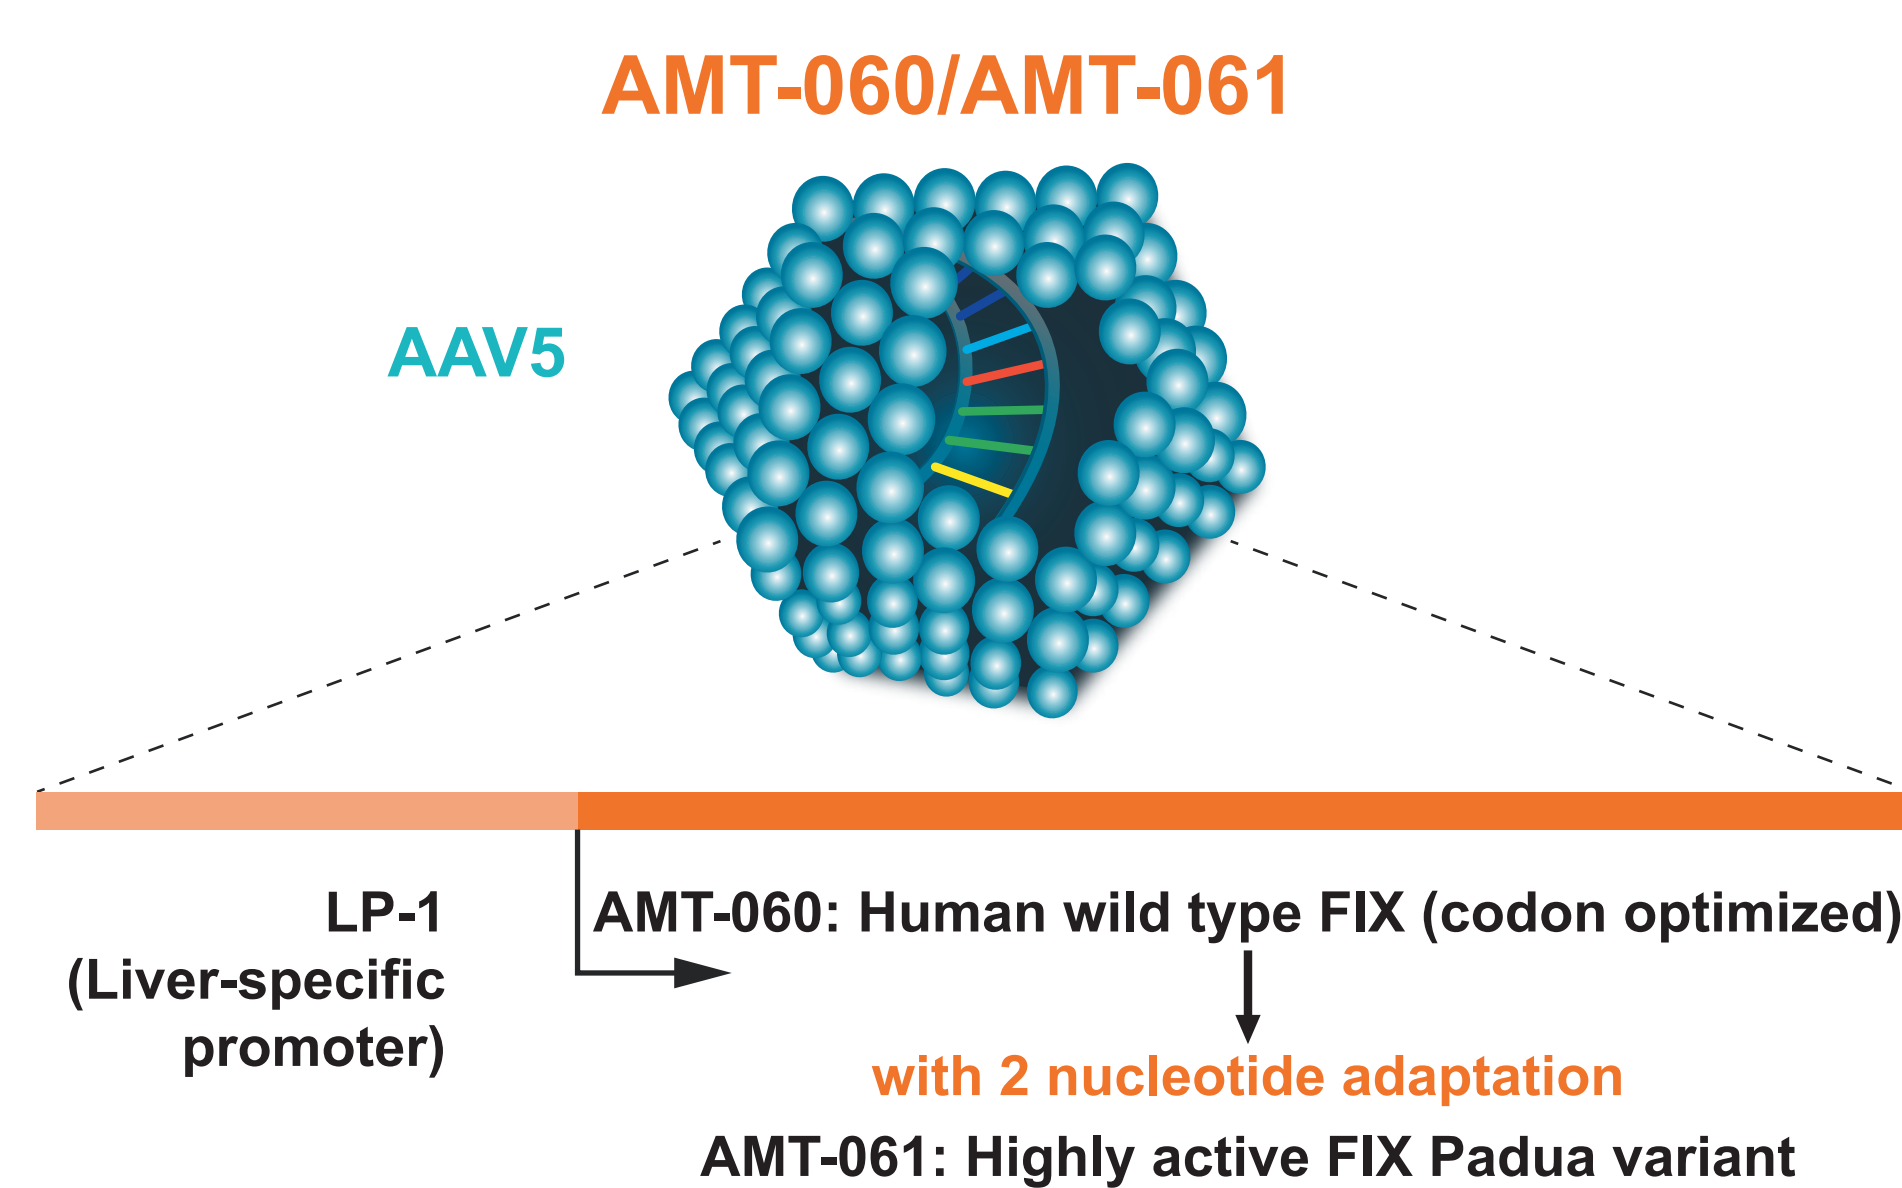 AMT-060/AMT-061
AAV5
LP-1
(Liver-specific
promoter)
AMT-060: Human wild type FIX (codon optimized)
with 2 nucleotide adaptation
AMT-061: Highly active FIX Padua variant